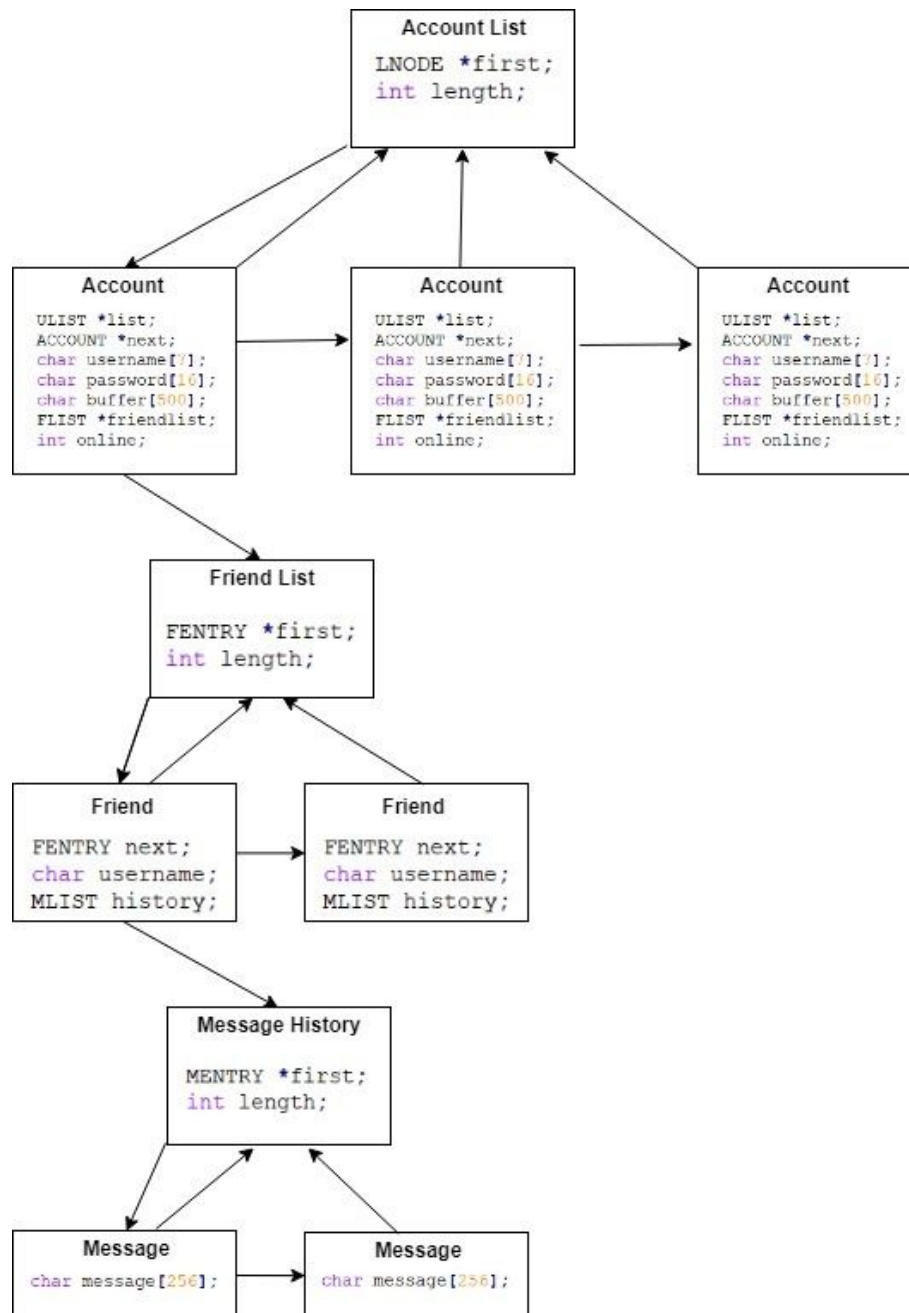 Account List
LNODE *first;
int length;
Account
ULIST *list;
ACCOUNT *next;
char username[7];
char password[16];
char buffer[500];
FLIST *friendlist;
int online;
Account
ULIST *list;
ACCOUNT *next;
char username[7];
char password[16];
char buffer[500];
FLIST *friendlist;
int online;
Account
ULIST *list;
ACCOUNT *next;
char username[7];
char password[16];
char buffer[500];
FLIST *friendlist;
int online;
Friend List
FENTRY *first;
int length;
Friend
FENTRY next;
char username;
MLIST history;
Friend
FENTRY next;
char username;
MLIST history;
Message History
MENTRY *first;
int length;
Message
char message[256];
Message
char message[256];